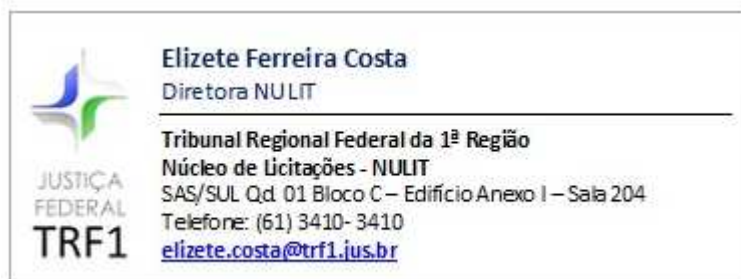 Elizete Ferreira Costa
Diretora NULIT
Tribunal Regional Federal da 1ª Região
Núcleo de Licitações - NULIT
SAS/SUL Qd. 01 Bloco C – Edifício Anexo I – Sala 204
Telefone: (61) 3410- 3410
elizete.costa@trf1.jus.br
JUSTIÇA
FEDERAL
TRF1